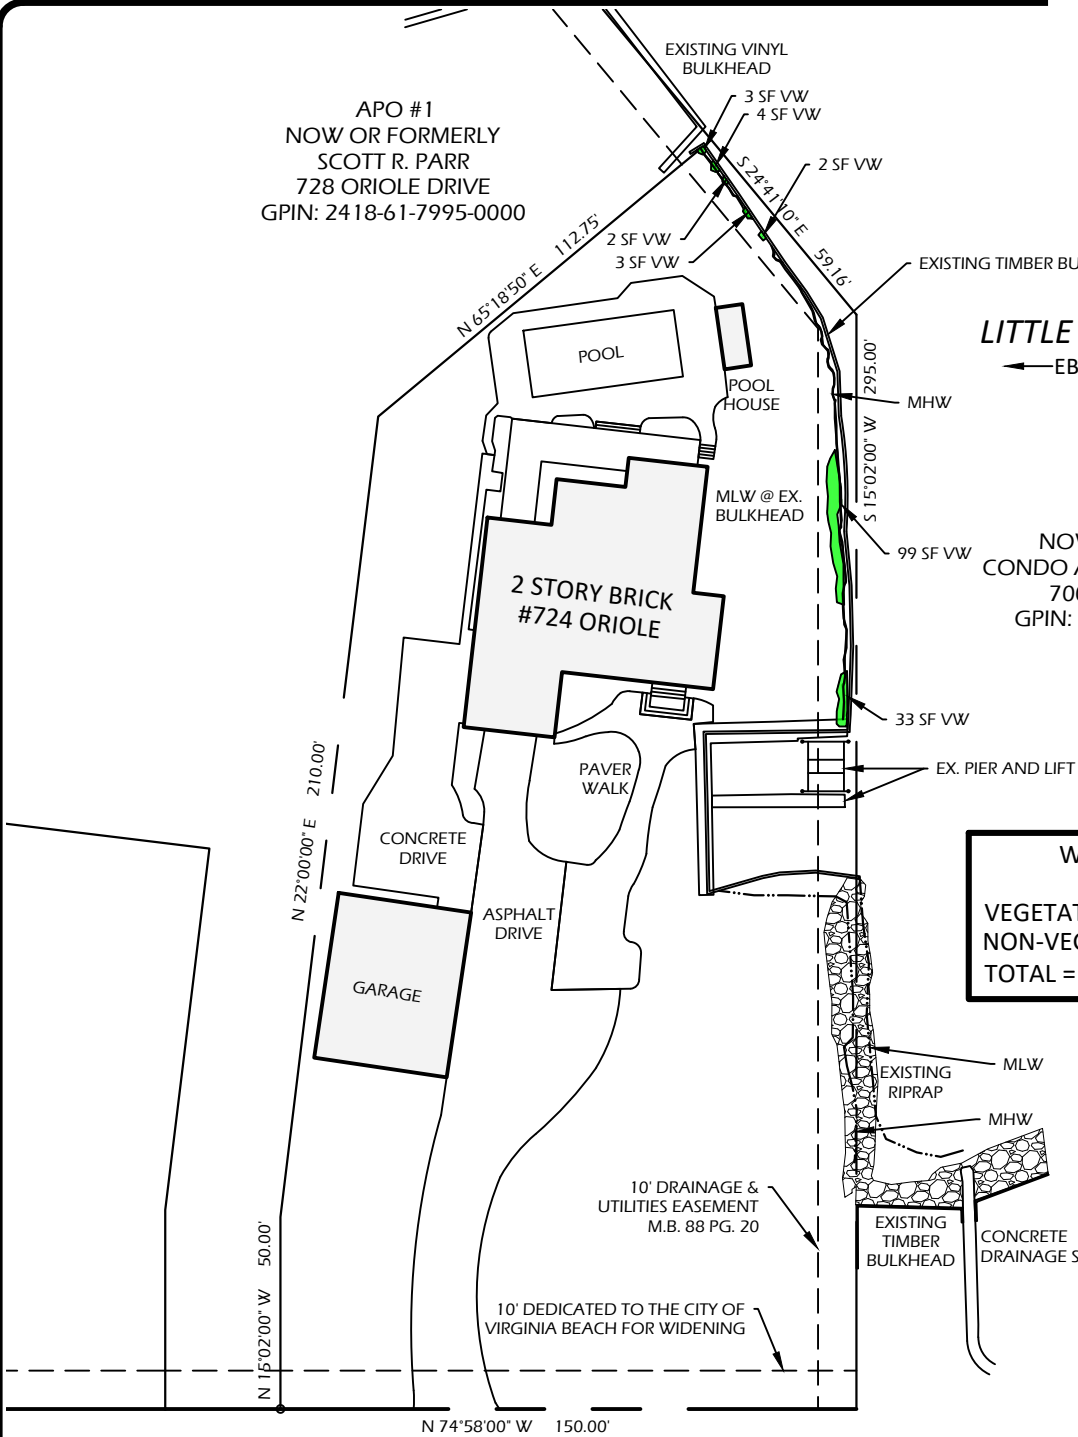 EXISTING VINYL
BULKHEAD
APO #1
NOW OR FORMERLY
SCOTT R. PARR
728 ORIOLE DRIVE
GPIN: 2418-61-7995-0000
3 SF VW
4 SF VW
2 SF VW
S 24°41'10" E 59.16'
2 SF VW
3 SF VW
N 65°18'50" E 112.75'
EXISTING TIMBER BU
LITTLE
EB
POOL
POOL
HOUSE
MHW
S 15°02'00" W 295.00'
MLW @ EX.
BULKHEAD
99 SF VW
NOV
CONDO A
700
GPIN:
2 STORY BRICK
#724 ORIOLE
33 SF VW
EX. PIER AND LIFT
PAVER
WALK
N 22°00'00" E 210.00'
CONCRETE
DRIVE
ASPHALT
DRIVE
GARAGE
W
VEGETAT
NON-VEG
TOTAL =
MLW
EXISTING
RIPRAP
MHW
10' DRAINAGE &
UTILITIES EASEMENT
M.B. 88 PG. 20
EXISTING
TIMBER
BULKHEAD
CONCRETE
DRAINAGE S
N 15°02'00" W 50.00'
10' DEDICATED TO THE CITY OF
VIRGINIA BEACH FOR WIDENING
N 74°58'00" W 150.00'